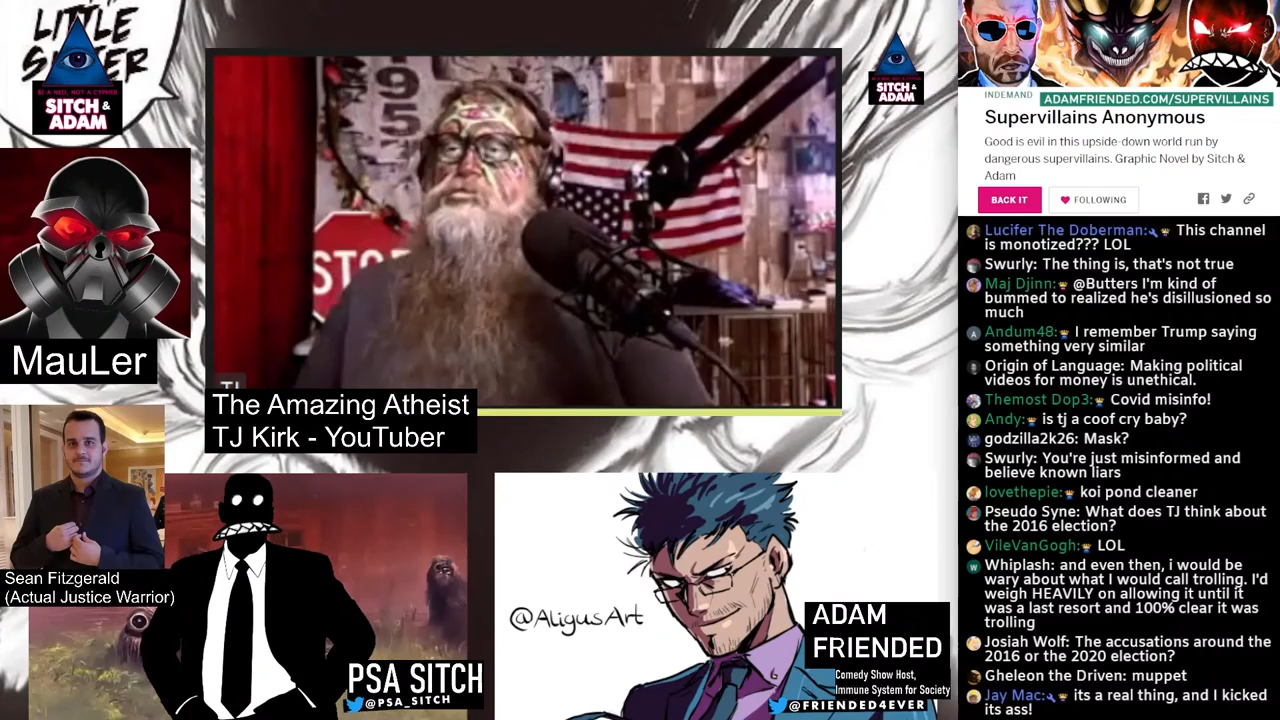 LITTLE
BE A NEO, NOT A CYPHER
SITCH &
ADAM
MauLer
Sean Fitzgerald
(Actual Justice Warrior)
195
STOP
TJ
The Amazing Atheist
TJ Kirk - YouTuber
SITCH &
ADAM
PSA SITCH
@PSA_SITCH
@AligusArt
ADAM
FRIENDED
Comedy Show Host,
Immune System for Society
@FRIENDED4EVER
INDEMAND
ADAMFRIENDED.COM/SUPERVILLAINS
Supervillains Anonymous
Good is evil in this upside-down world run by
dangerous supervillains. Graphic Novel by Sitch &
Adam
BACK IT
FOLLOWING
Lucifer The Doberman: This channel
is monotized??? LOL
Swurly: The thing is, that's not true
Maj Djinn: @Butters I'm kind of
bummed to realized he's disillusioned so
much
Andum48: I remember Trump saying
something very similar
Origin of Language: Making political
videos for money is unethical.
Themost Dop3: Covid misinfo!
Andy: is tj a coof cry baby?
godzilla2k26: Mask?
Swurly: You're just misinformed and
believe known liars
lovethepie: koi pond cleaner
Pseudo Syne: What does TJ think about
the 2016 election?
VileVanGogh: LOL
Whiplash: and even then, i would be
wary about what I would call trolling. I'd
weigh HEAVILY on allowing it until it
was a last resort and 100% clear it was
trolling
Josiah Wolf: The accusations around the
2016 or the 2020 election?
Gheleon the Driven: muppet
Jay Mac: its a real thing, and I kicked
its ass!